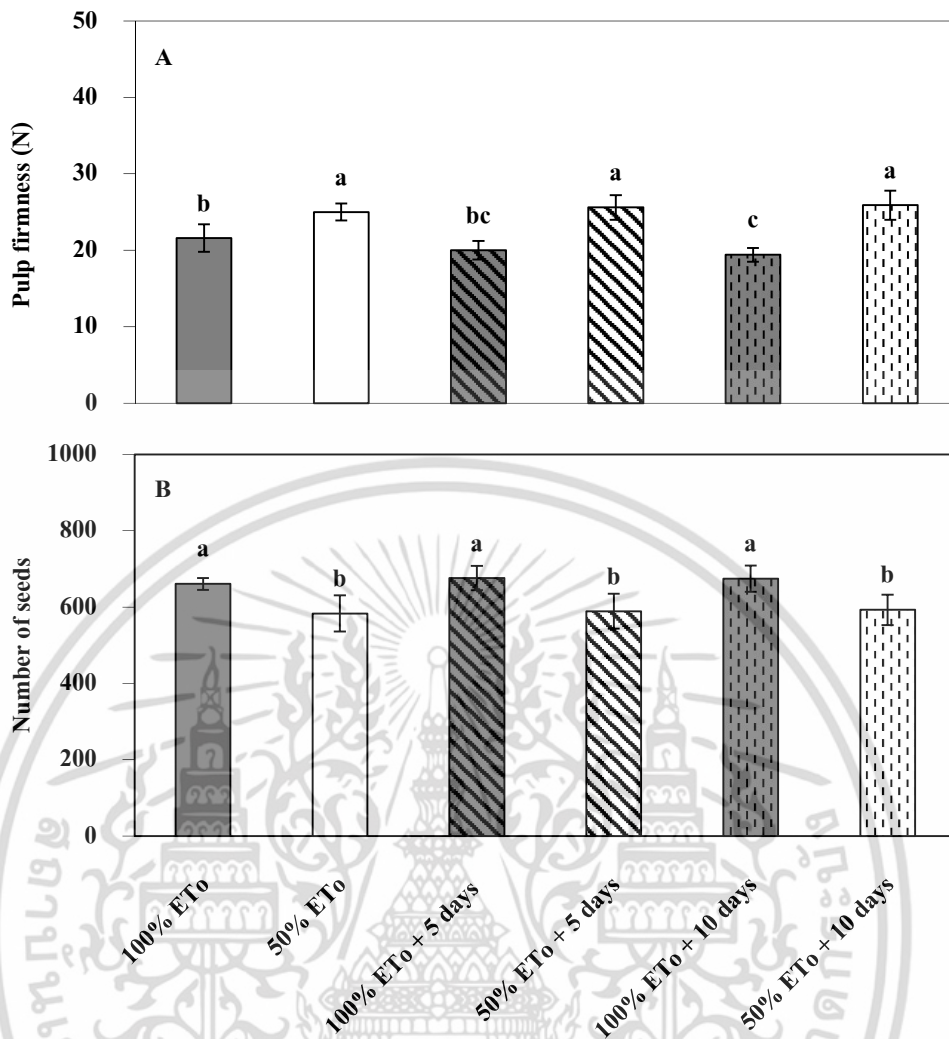 50
A
40
30
20
10
0
Pulp firmness (N)
b
a
bc
a
c
a
1000
B
800
600
400
200
0
Number of seeds
a
b
a
b
a
b
100% ETo
50% ETo
100% ETo + 5 days
50% ETo + 5 days
100% ETo + 10 days
50% ETo + 10 days